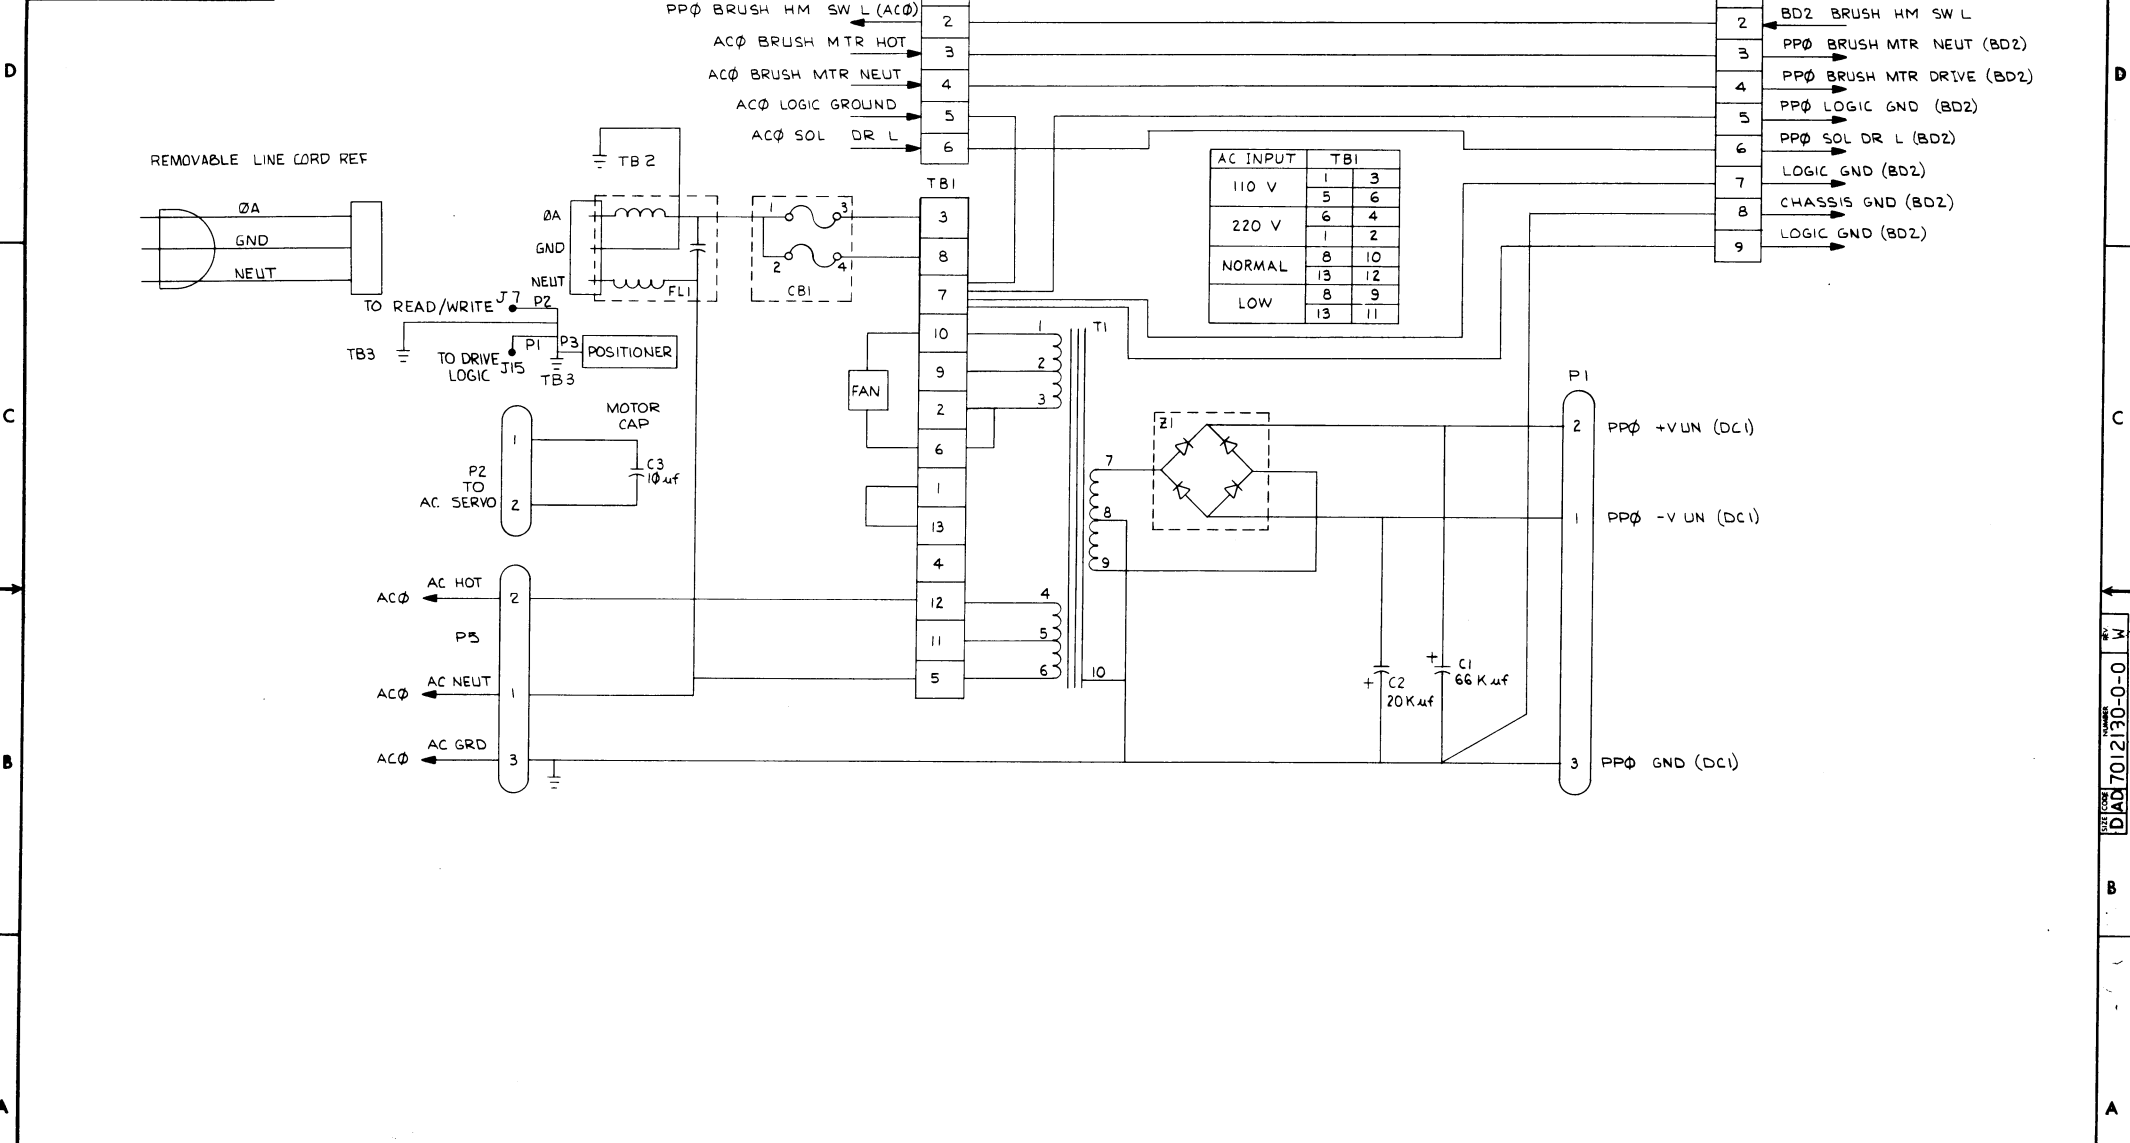 PPØ BRUSH HM SW L (ACØ)
2
2
BD2 BRUSH HM SW L
ACØ BRUSH MTR HOT
3
3
PPØ BRUSH MTR NEUT (BD2)
D
D
ACØ BRUSH MTR NEUT
4
4
PPØ BRUSH MTR DRIVE (BD2)
ACØ LOGIC GROUND
5
5
PPØ LOGIC GND (BD2)
ACØ SOL DR L
6
6
PPØ SOL DR L (BD2)
7
LOGIC GND (BD2)
8
CHASSIS GND (BD2)
9
LOGIC GND (BD2)
AC INPUT TB1
110 V 1 3
5 6
220 V 6 4
1 2
NORMAL 8 10
13 12
LOW 8 9
13 11
REMOVABLE LINE CORD REF
ØA
GND
NEUT
TB2
ØA
GND
NEUT
FL1
1 3
2 4
CB1
TB1
3
8
7
10
9
2
6
1
13
4
12
11
5
TO READ/WRITE J7 P2
TB3
TO DRIVE LOGIC J15
P1 P3
POSITIONER
TB3
FAN
MOTOR
CAP
1
P2
TO
AC. SERVO
2
C3
10 uf
T1
1
2
3
4
5
6
7
8
9
10
Z1
P1
2 PPØ +V UN (DC1)
1 PPØ -V UN (DC1)
3 PPØ GND (DC1)
C
C
ACØ AC HOT 2
P5
ACØ AC NEUT 1
ACØ AC GRD 3
+ C2
20K uf
+ C1
66K uf
B
B
A
A
SIZE CODE NUMBER REV
D AD 7012130-0-0 W